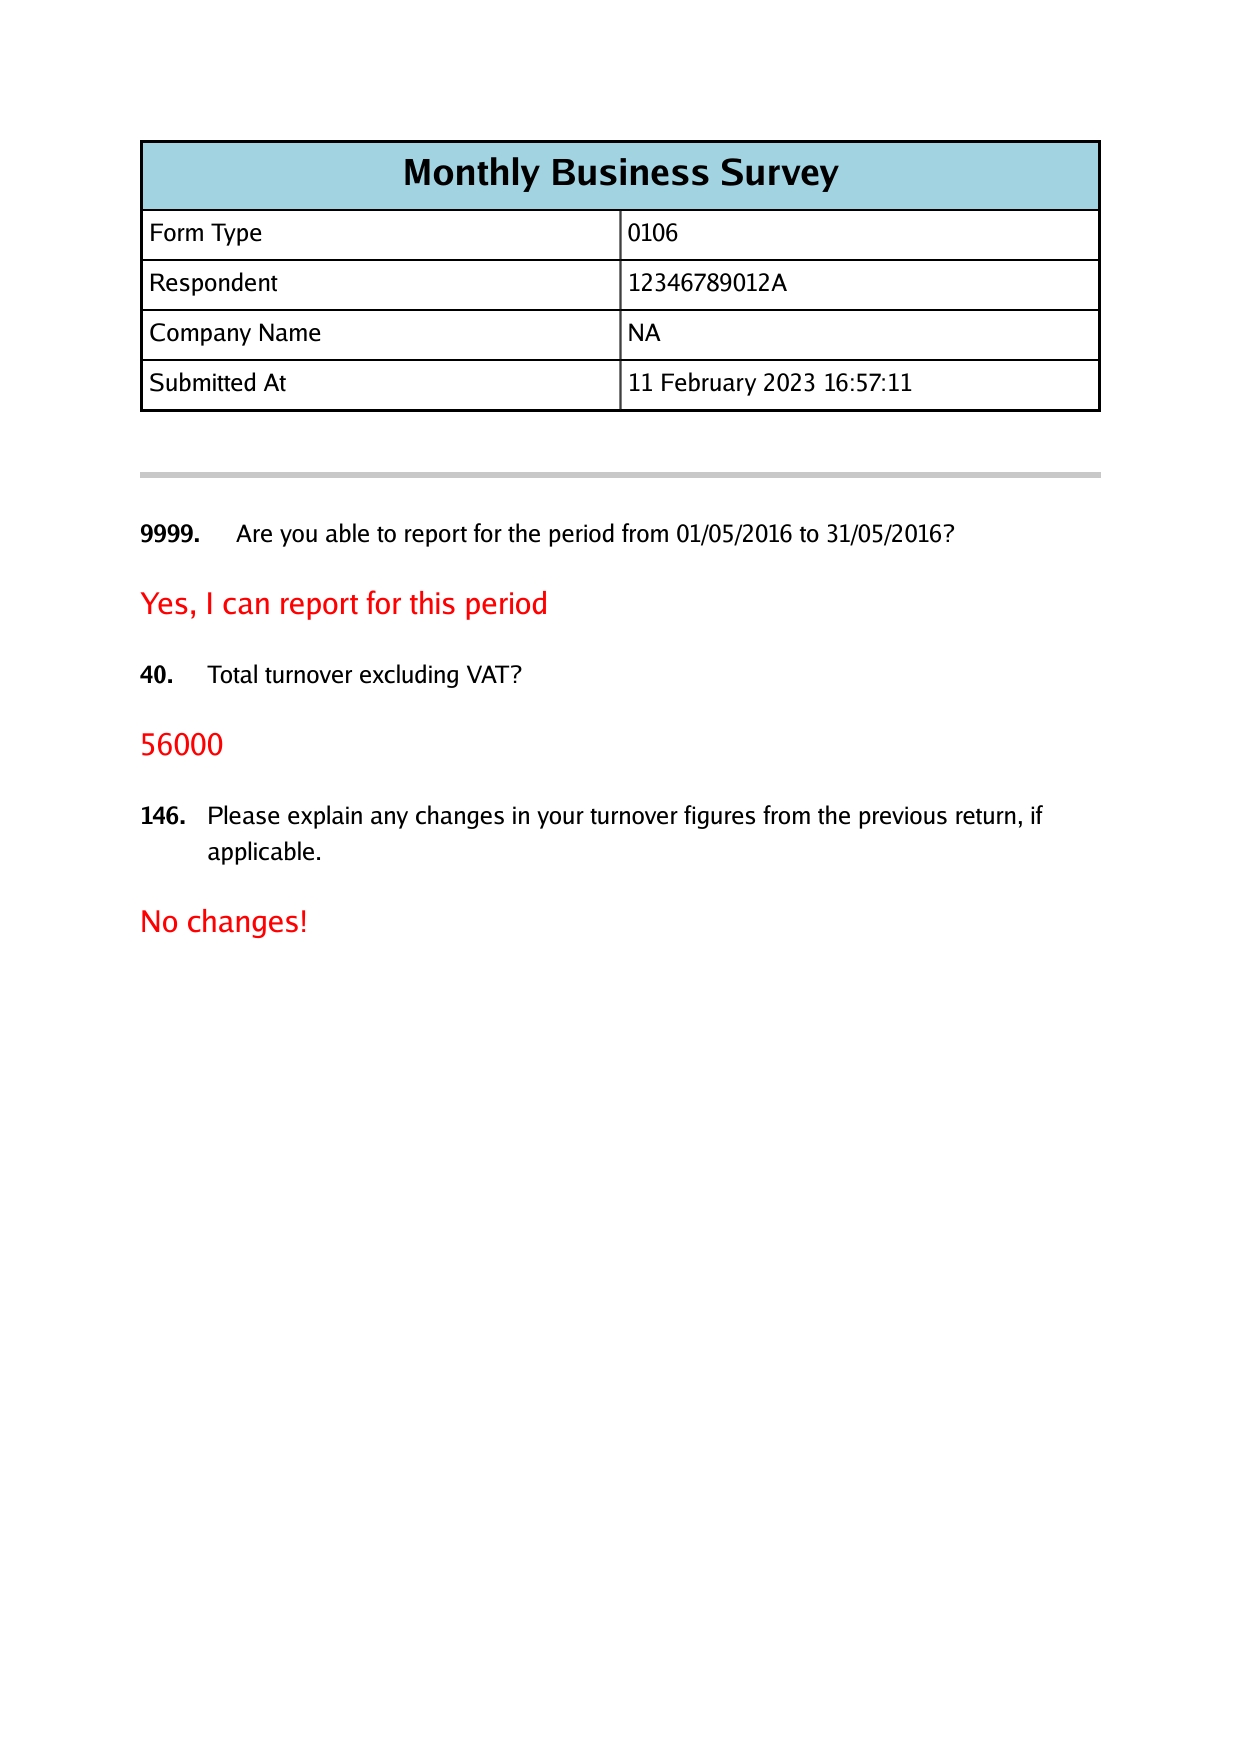 Monthly Business Survey
Form Type 0106
Respondent 12346789012A
Company Name NA
Submitted At 11 February 2023 16:57:11
9999. Are you able to report for the period from 01/05/2016 to 31/05/2016?
Yes, I can report for this period
40. Total turnover excluding VAT?
56000
146. Please explain any changes in your turnover figures from the previous return, if
applicable.
No changes!